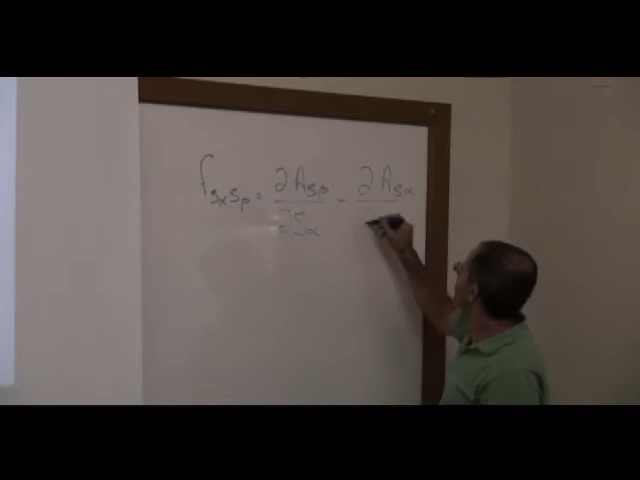 f_{S_α S_β} = ∂A_{S_β} / ∂S_α - ∂A_{S_α} /